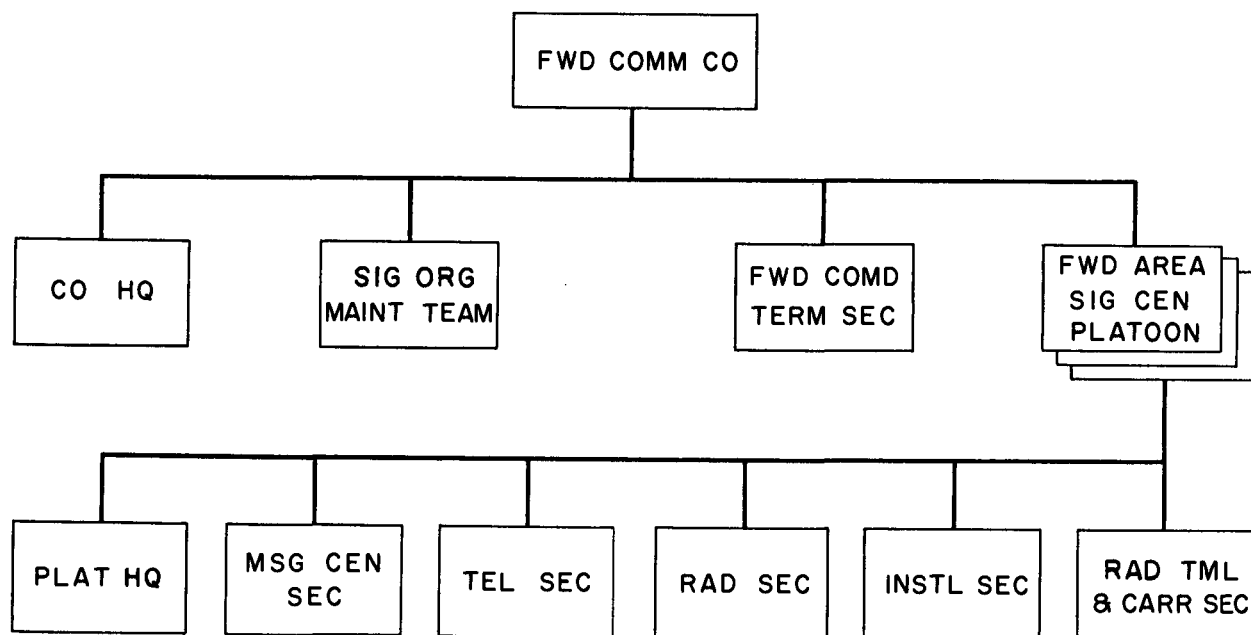 FWD COMM CO
CO HQ
SIG ORG
MAINT TEAM
FWD COMD
TERM SEC
FWD AREA
SIG CEN
PLATOON
PLAT HQ
MSG CEN
SEC
TEL SEC
RAD SEC
INSTL SEC
RAD TML
& CARR SEC